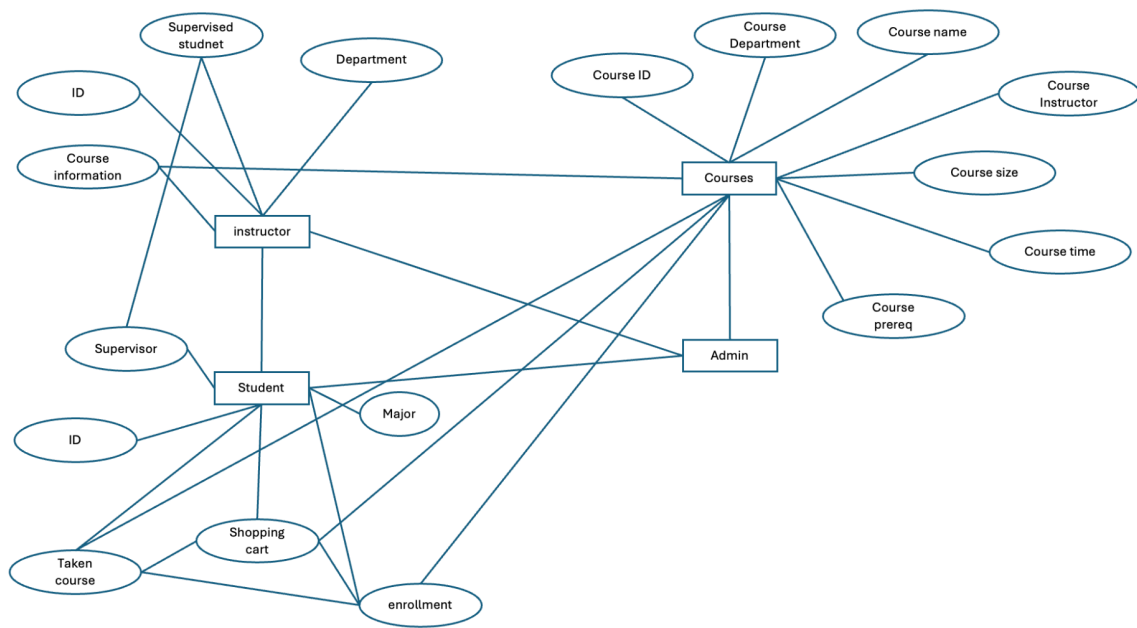 Supervised
studnet
Department
Course
Department
Course name
Course ID
ID
Course
Instructor
Course
information
Courses
Course size
instructor
Course time
Course
prereq
Supervisor
Admin
Student
Major
ID
Shopping
cart
Taken
course
enrollment